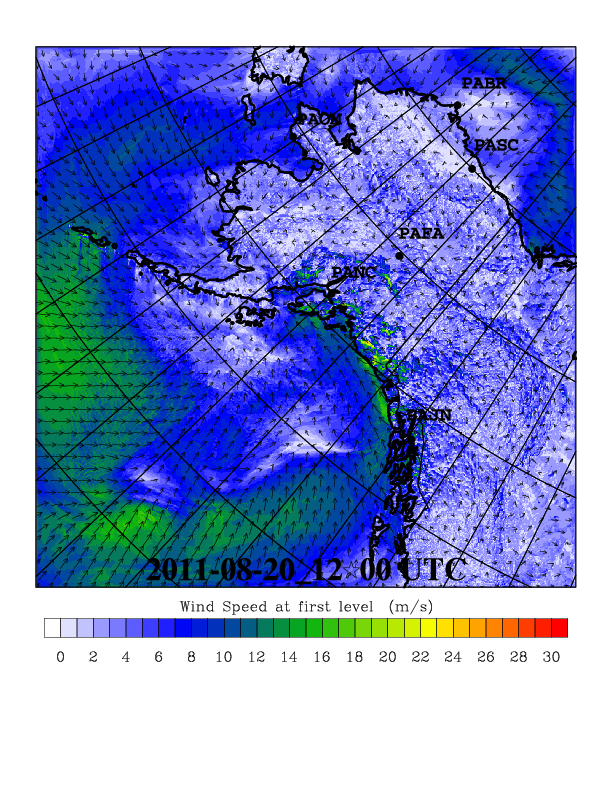 PABR
PAOM
PASC
PAFA
PANC
PAJN
2011-08-20_12:00 UTC
Wind Speed at first level (m/s)
0 2 4 6 8 10 12 14 16 18 20 22 24 26 28 30